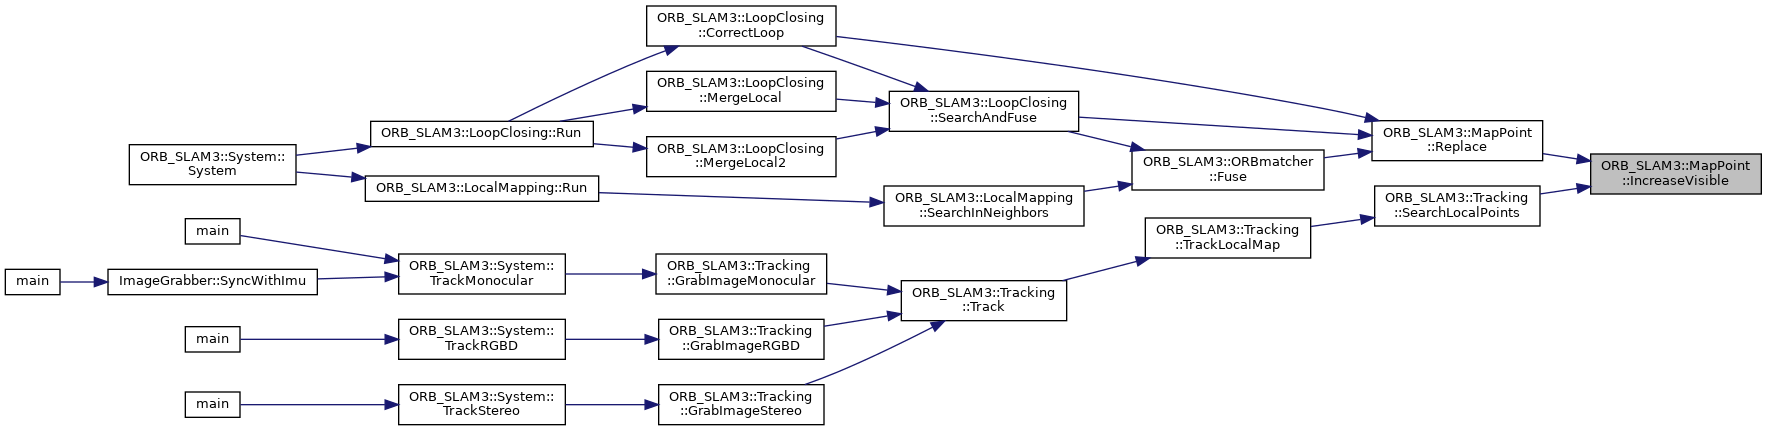 ORB_SLAM3::LoopClosing
::CorrectLoop
ORB_SLAM3::LoopClosing
::MergeLocal
ORB_SLAM3::LoopClosing
::SearchAndFuse
ORB_SLAM3::LoopClosing::Run
ORB_SLAM3::MapPoint
::Replace
ORB_SLAM3::LoopClosing
::MergeLocal2
ORB_SLAM3::System::
System
ORB_SLAM3::ORBmatcher
::Fuse
ORB_SLAM3::MapPoint
::IncreaseVisible
ORB_SLAM3::LocalMapping::Run
ORB_SLAM3::LocalMapping
::SearchInNeighbors
ORB_SLAM3::Tracking
::SearchLocalPoints
main
ORB_SLAM3::Tracking
::TrackLocalMap
main
ImageGrabber::SyncWithImu
ORB_SLAM3::System::
TrackMonocular
ORB_SLAM3::Tracking
::GrabImageMonocular
ORB_SLAM3::Tracking
::Track
main
ORB_SLAM3::System::
TrackRGBD
ORB_SLAM3::Tracking
::GrabImageRGBD
main
ORB_SLAM3::System::
TrackStereo
ORB_SLAM3::Tracking
::GrabImageStereo